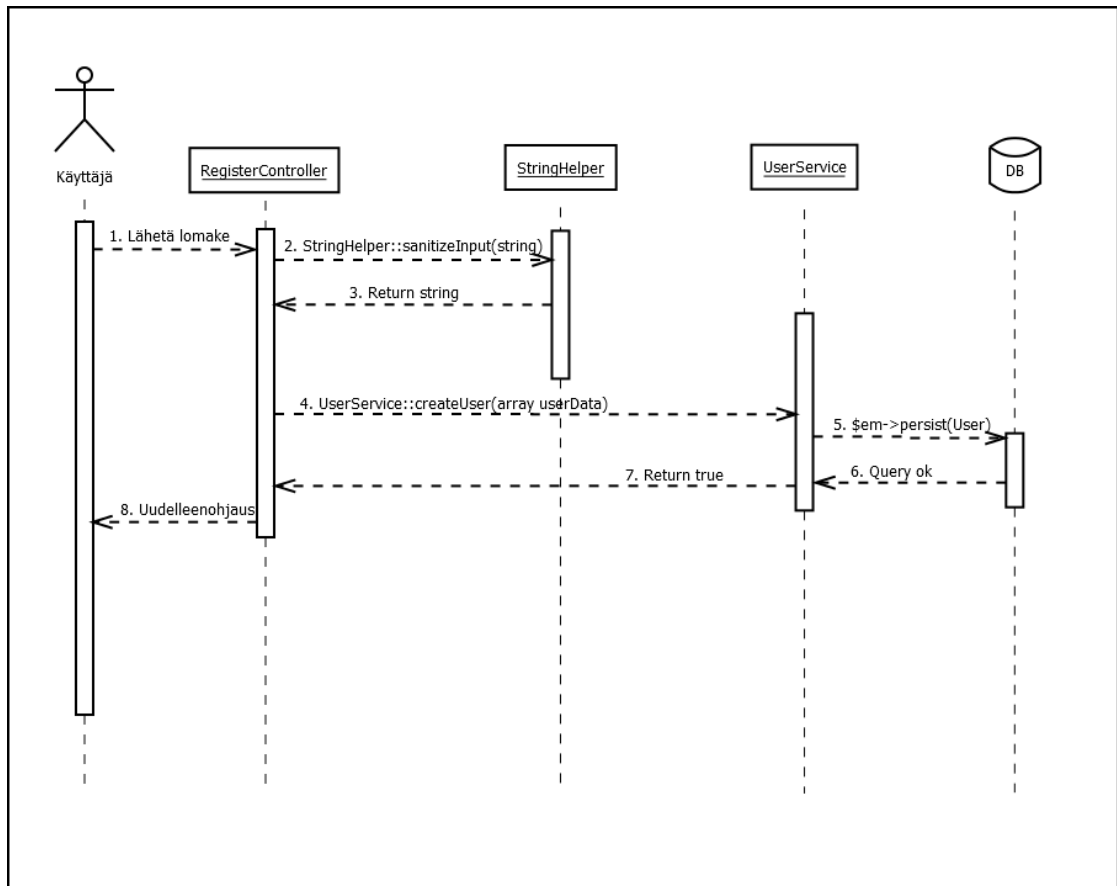 Käyttäjä
RegisterController
StringHelper
UserService
DB
1. Lähetä lomake
2. StringHelper::sanitizeInput(string)
3. Return string
4. UserService::createUser(array userData)
5. $em->persist(User)
6. Query ok
7. Return true
8. Uudelleenohjaus